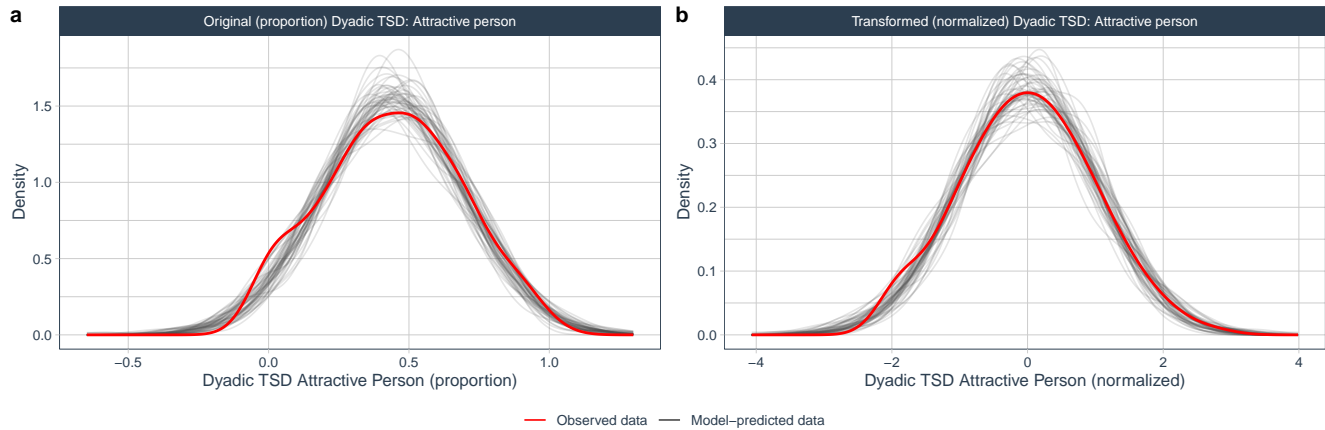 a
Original (proportion) Dyadic TSD: Attractive person
1.5
1.0
0.5
0.0
Density
−0.5
0.0
0.5
1.0
Dyadic TSD Attractive Person (proportion)
b
Transformed (normalized) Dyadic TSD: Attractive person
0.4
0.3
0.2
0.1
0.0
Density
−4
−2
0
2
4
Dyadic TSD Attractive Person (normalized)
Observed data
Model−predicted data